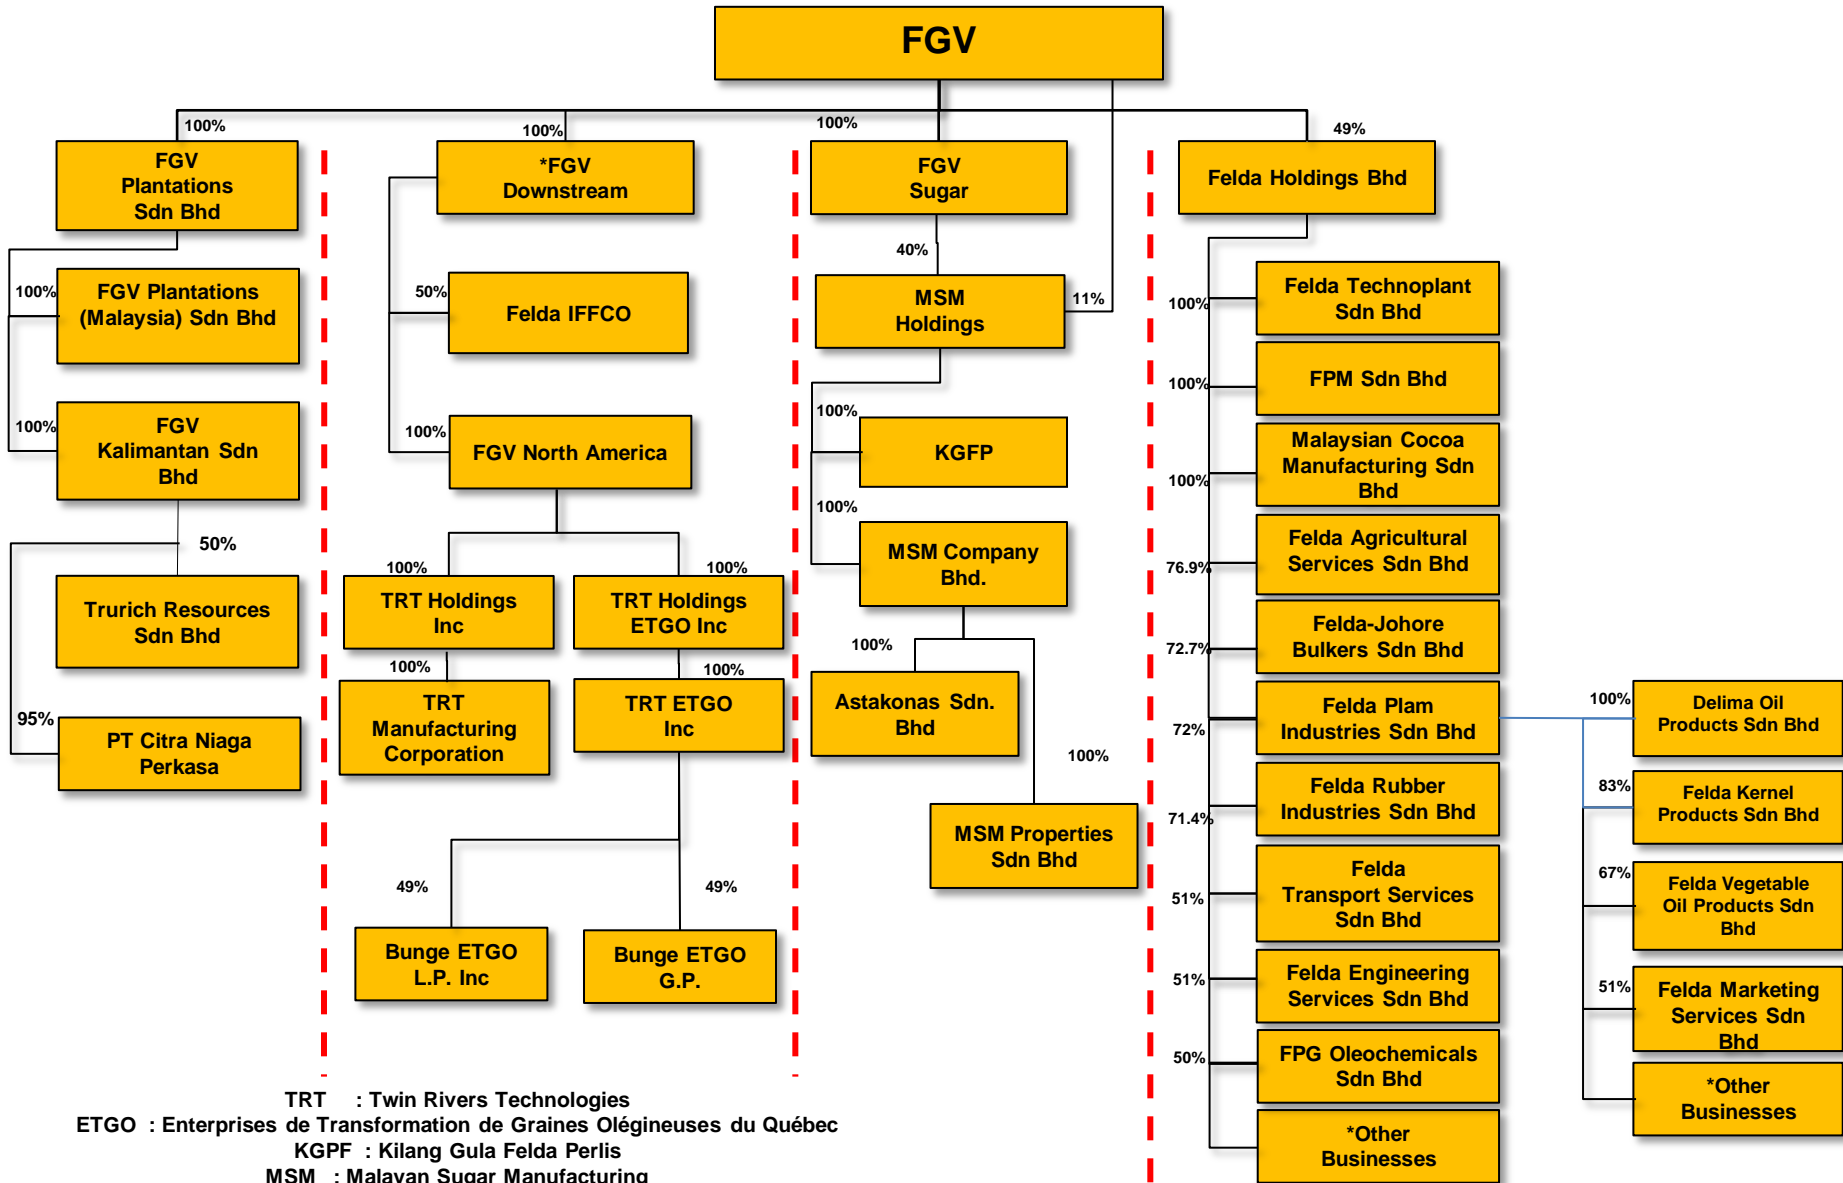 FGV
100%
100%
100%
49%
FGV
Plantations
Sdn Bhd
*FGV
Downstream
FGV
Sugar
Felda Holdings Bhd
100%
FGV Plantations
(Malaysia) Sdn Bhd
100%
FGV
Kalimantan Sdn
Bhd
50%
Trurich Resources
Sdn Bhd
95%
PT Citra Niaga
Perkasa
50%
Felda IFFCO
100%
FGV North America
100%
100%
TRT Holdings
Inc
TRT Holdings
ETGO Inc
100%
100%
TRT
Manufacturing
Corporation
TRT ETGO
Inc
49%
49%
Bunge ETGO
L.P. Inc
Bunge ETGO
G.P.
40%
11%
MSM
Holdings
100%
KGFP
100%
MSM Company
Bhd.
100%
Astakonas Sdn.
Bhd
100%
MSM Properties
Sdn Bhd
100%
Felda Technoplant
Sdn Bhd
100%
FPM Sdn Bhd
100%
Malaysian Cocoa
Manufacturing Sdn
Bhd
76.9%
Felda Agricultural
Services Sdn Bhd
72.7%
Felda-Johore
Bulkers Sdn Bhd
72%
Felda Plam
Industries Sdn Bhd
71.4%
Felda Rubber
Industries Sdn Bhd
51%
Felda
Transport Services
Sdn Bhd
51%
Felda Engineering
Services Sdn Bhd
50%
FPG Oleochemicals
Sdn Bhd
*Other
Businesses
100%
Delima Oil
Products Sdn Bhd
83%
Felda Kernel
Products Sdn Bhd
67%
Felda Vegetable
Oil Products Sdn
Bhd
51%
Felda Marketing
Services Sdn
Bhd
*Other
Businesses
TRT : Twin Rivers Technologies
ETGO : Enterprises de Transformation de Graines Olégineuses du Québec
KGPF : Kilang Gula Felda Perlis
MSM : Malayan Sugar Manufacturing